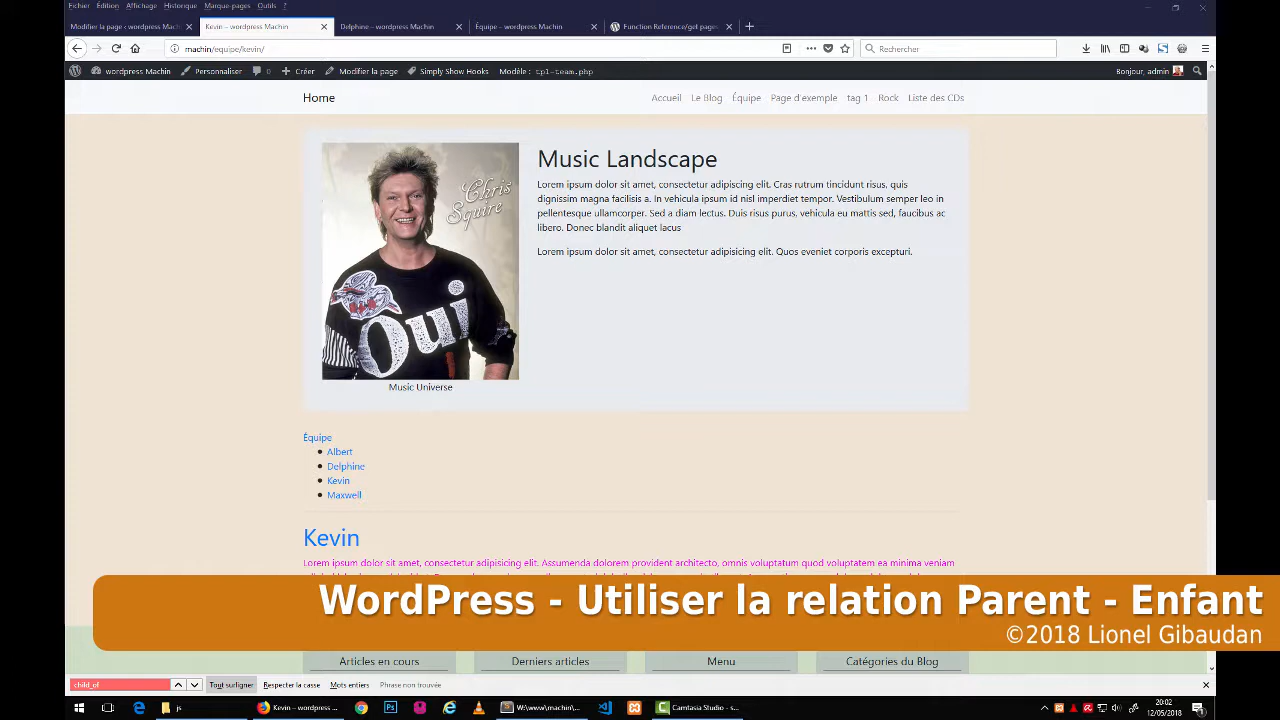 Fichier Édition Affichage Historique Marque-pages Outils ?
Modifier la page ‹ wordpress Mach
Kevin – wordpress Machin
Delphine – wordpress Machin
Équipe – wordpress Machin
Function Reference/get pages
machin/equipe/kevin/
Rechercher
wordpress Machin Personnaliser 0 Créer Modifier la page Simply Show Hooks Modèle : tpl-team.php
Bonjour, admin
Home
Accueil Le Blog Équipe Page d'exemple tag 1 Rock Liste des CDs
Chris
Squire
Oui
Music Universe
Music Landscape
Lorem ipsum dolor sit amet, consectetur adipiscing elit. Cras rutrum tincidunt risus, quis
dignissim magna facilisis a. In vehicula ipsum id nisl imperdiet tempor. Vestibulum semper leo in
pellentesque ullamcorper. Sed a diam lectus. Duis risus purus, vehicula eu mattis sed, faucibus ac
libero. Donec blandit aliquet lacus
Lorem ipsum dolor sit amet, consectetur adipisicing elit. Quos eveniet corporis excepturi.
Équipe
Albert
Delphine
Kevin
Maxwell
Kevin
Lorem ipsum dolor sit amet, consectetur adipisicing elit. Assumenda dolorem provident architecto, omnis voluptatum quod voluptatem ea minima veniam
WordPress - Utiliser la relation Parent - Enfant
©2018 Lionel Gibaudan
Articles en cours
Derniers articles
Menu
Catégories du Blog
child_of
Tout surligner Respecter la casse Mots entiers Phrase non trouvée
js
Kevin – wordpress ...
W:\www\machin\...
Camtasia Studio - s...
20:02
12/05/2018